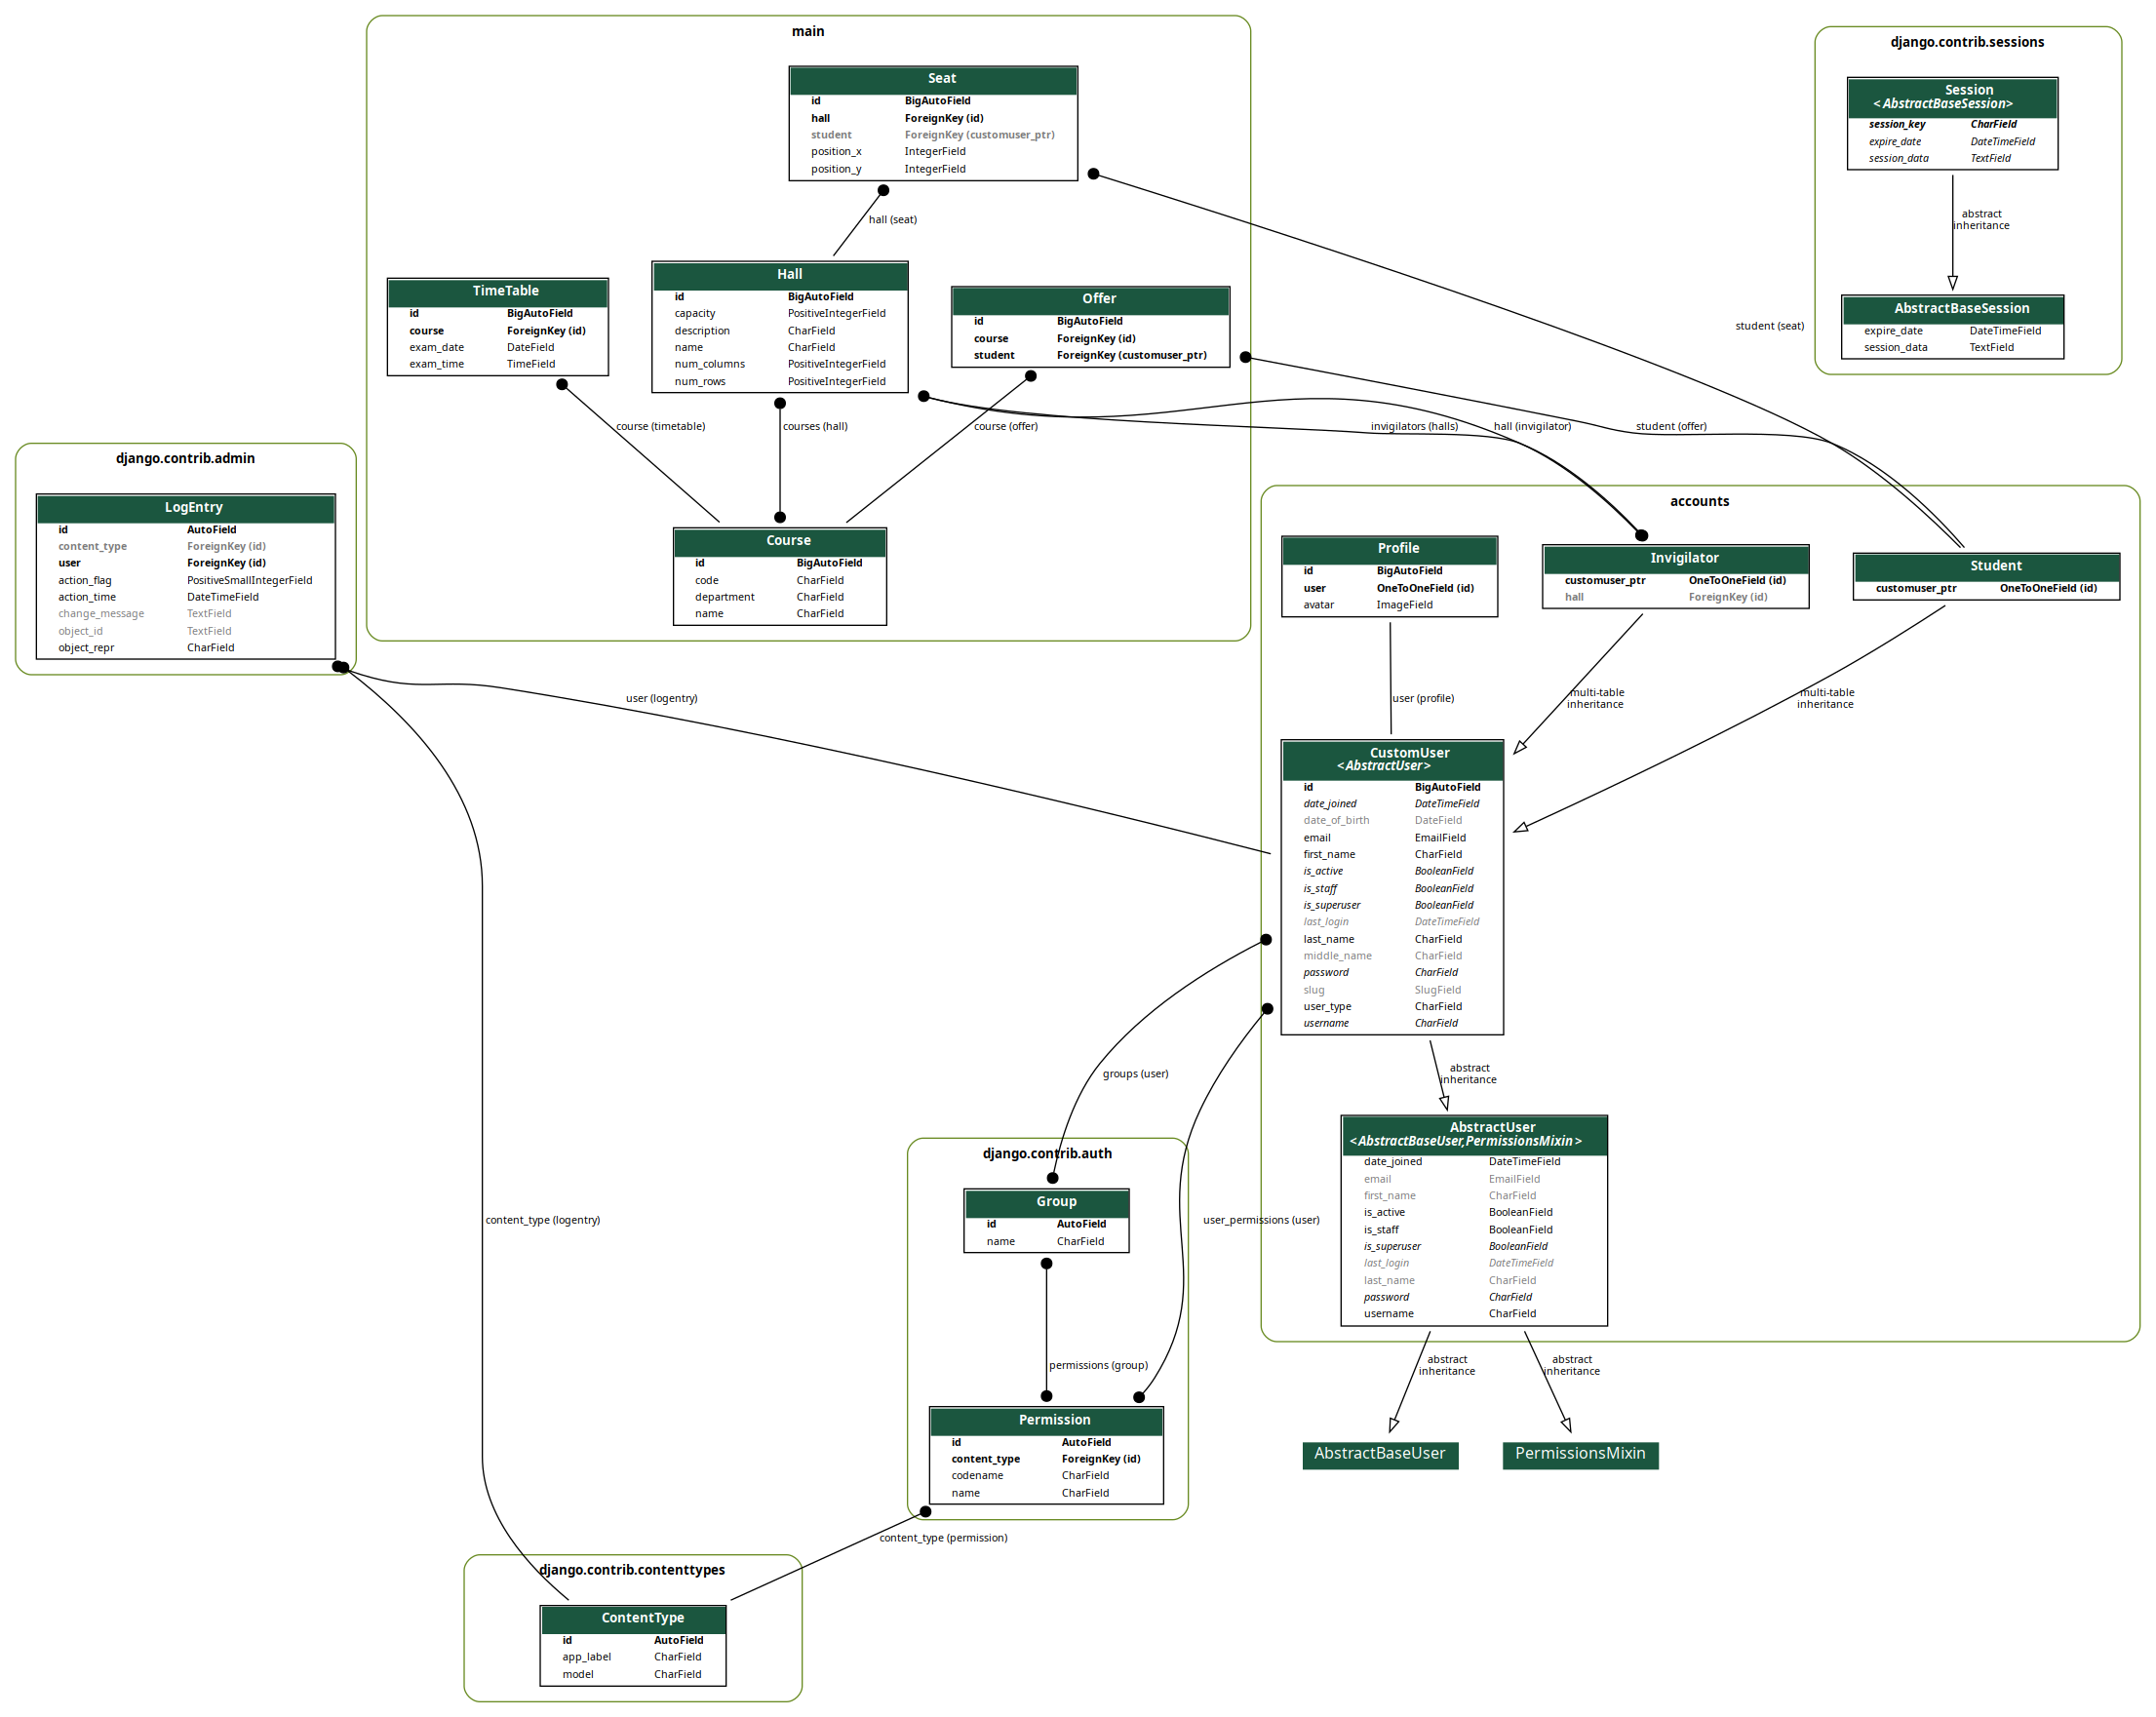 main
Seat
id BigAutoField
hall ForeignKey (id)
student ForeignKey (customuser_ptr)
position_x IntegerField
position_y IntegerField
hall (seat)
TimeTable
id BigAutoField
course ForeignKey (id)
exam_date DateField
exam_time TimeField
Hall
id BigAutoField
capacity PositiveIntegerField
description CharField
name CharField
num_columns PositiveIntegerField
num_rows PositiveIntegerField
Offer
id BigAutoField
course ForeignKey (id)
student ForeignKey (customuser_ptr)
course (timetable)
courses (hall)
course (offer)
Course
id BigAutoField
code CharField
department CharField
name CharField
django.contrib.sessions
Session
<AbstractBaseSession>
session_key CharField
expire_date DateTimeField
session_data TextField
abstract
inheritance
AbstractBaseSession
expire_date DateTimeField
session_data TextField
student (seat)
invigilators (halls)
hall (invigilator)
student (offer)
django.contrib.admin
LogEntry
id AutoField
content_type ForeignKey (id)
user ForeignKey (id)
action_flag PositiveSmallIntegerField
action_time DateTimeField
change_message TextField
object_id TextField
object_repr CharField
user (logentry)
accounts
Profile
id BigAutoField
user OneToOneField (id)
avatar ImageField
Invigilator
customuser_ptr OneToOneField (id)
hall ForeignKey (id)
Student
customuser_ptr OneToOneField (id)
user (profile)
multi-table
inheritance
multi-table
inheritance
CustomUser
<AbstractUser>
id BigAutoField
date_joined DateTimeField
date_of_birth DateField
email EmailField
first_name CharField
is_active BooleanField
is_staff BooleanField
is_superuser BooleanField
last_login DateTimeField
last_name CharField
middle_name CharField
password CharField
slug SlugField
user_type CharField
username CharField
groups (user)
abstract
inheritance
AbstractUser
<AbstractBaseUser,PermissionsMixin>
date_joined DateTimeField
email EmailField
first_name CharField
is_active BooleanField
is_staff BooleanField
is_superuser BooleanField
last_login DateTimeField
last_name CharField
password CharField
username CharField
abstract
inheritance
abstract
inheritance
AbstractBaseUser
PermissionsMixin
django.contrib.auth
Group
id AutoField
name CharField
content_type (logentry)
user_permissions (user)
permissions (group)
Permission
id AutoField
content_type ForeignKey (id)
codename CharField
name CharField
content_type (permission)
django.contrib.contenttypes
ContentType
id AutoField
app_label CharField
model CharField